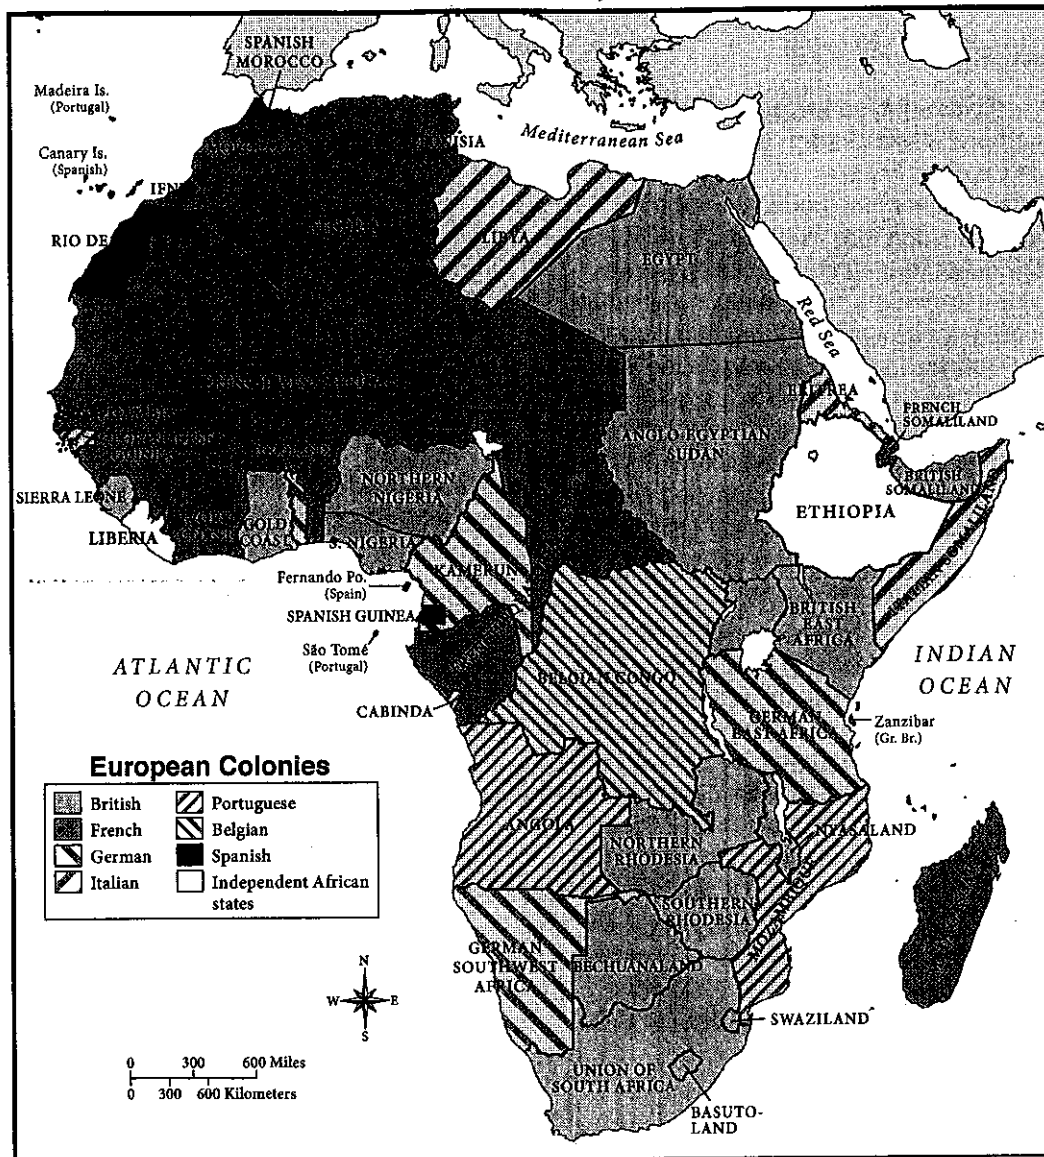 SPANISH
MOROCCO
Madeira Is.
(Portugal)
Canary Is.
(Spanish)
IFNI
RIO DE
Mediterranean Sea
LIBYA
EGYPT
Red Sea
ERITREA
FRENCH
SOMALILAND
ANGLO-EGYPTIAN
SUDAN
BRITISH
SOMALILAND
ETHIOPIA
SIERRA LEONE
LIBERIA
GOLD
COAST
NORTHERN
NIGERIA
S. NIGERIA
KAMERUN
Fernando Po.
(Spain)
SPANISH GUINEA
São Tomé
(Portugal)
BRITISH
EAST
AFRICA
ATLANTIC
OCEAN
INDIAN
OCEAN
CABINDA
BELGIAN CONGO
GERMAN
EAST AFRICA
Zanzibar
(Gr. Br.)
European Colonies
British
French
German
Italian
Portuguese
Belgian
Spanish
Independent African
states
ANGOLA
NORTHERN
RHODESIA
NYASALAND
SOUTHERN
RHODESIA
MOZAMBIQUE
GERMAN
SOUTHWEST
AFRICA
BECHUANALAND
SWAZILAND
UNION OF
SOUTH AFRICA
BASUTO-
LAND
N
W
E
S
0 300 600 Miles
0 300 600 Kilometers